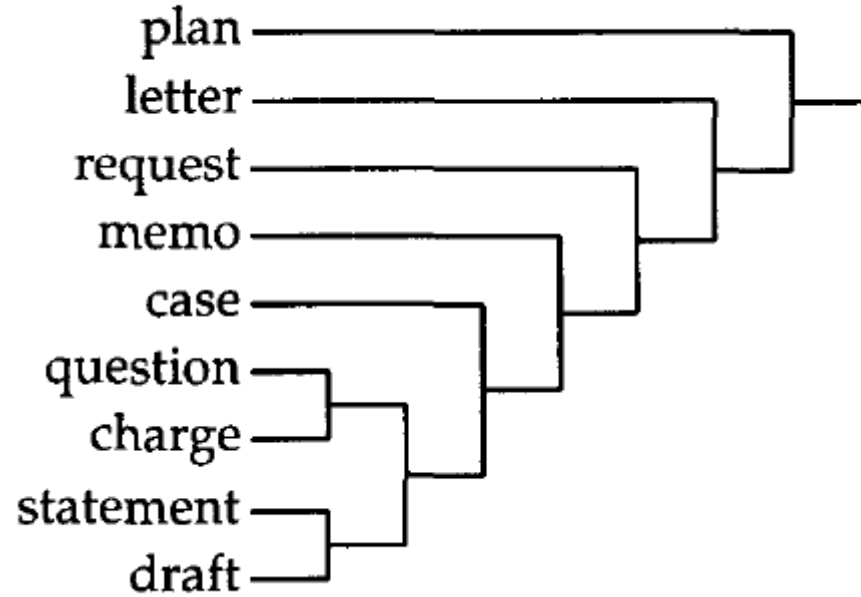 plan
letter
request
memo
case
question
charge
statement
draft